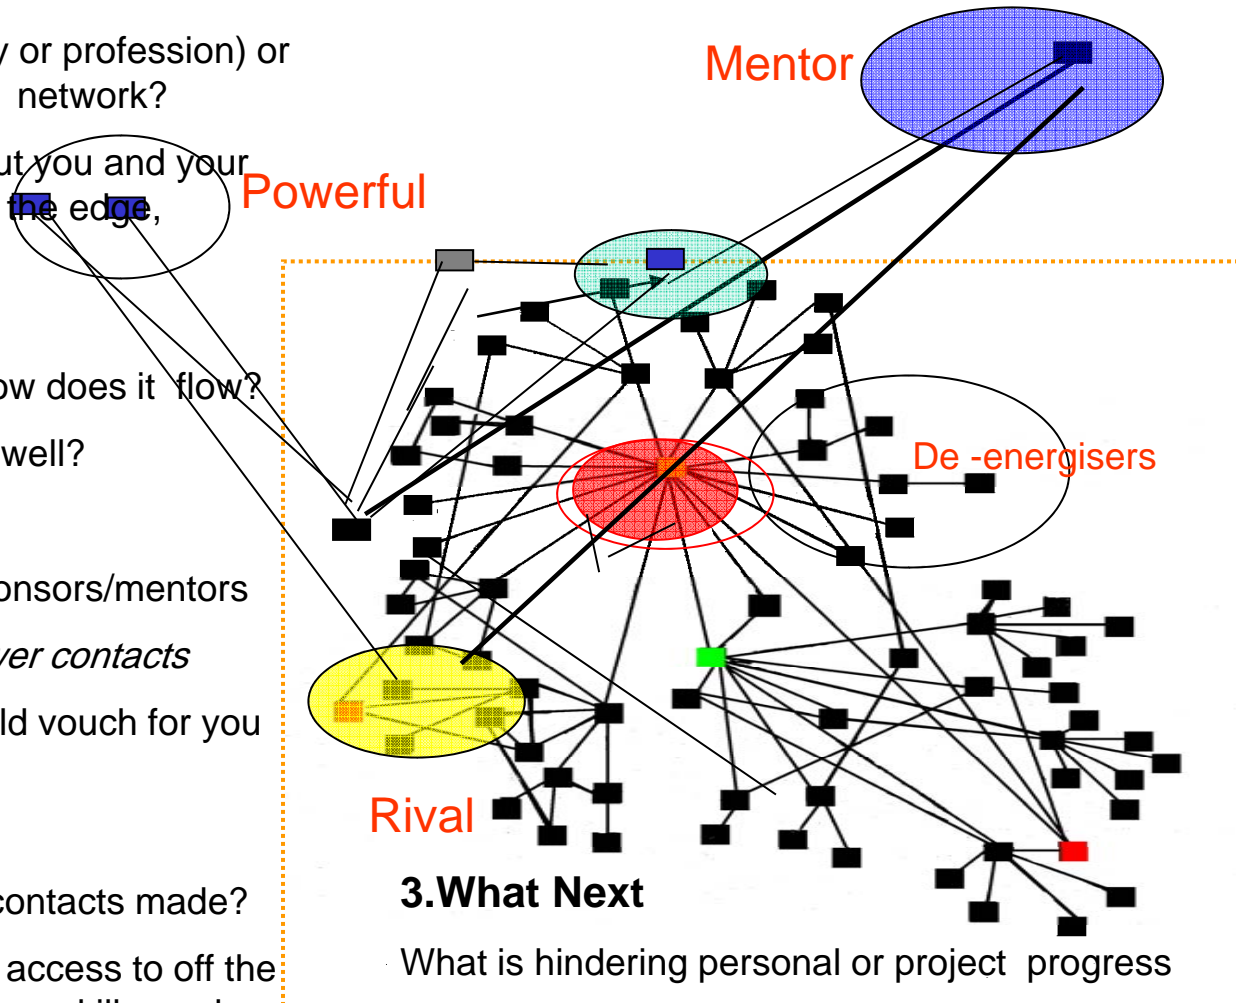 y or profession) or
network?
Mentor
ut you and your
the edge,
Powerful
ow does it flow?
well?
De -energisers
onsors/mentors
ver contacts
ld vouch for you
Rival
3.What Next
contacts made?
access to off the
What is hindering personal or project progress